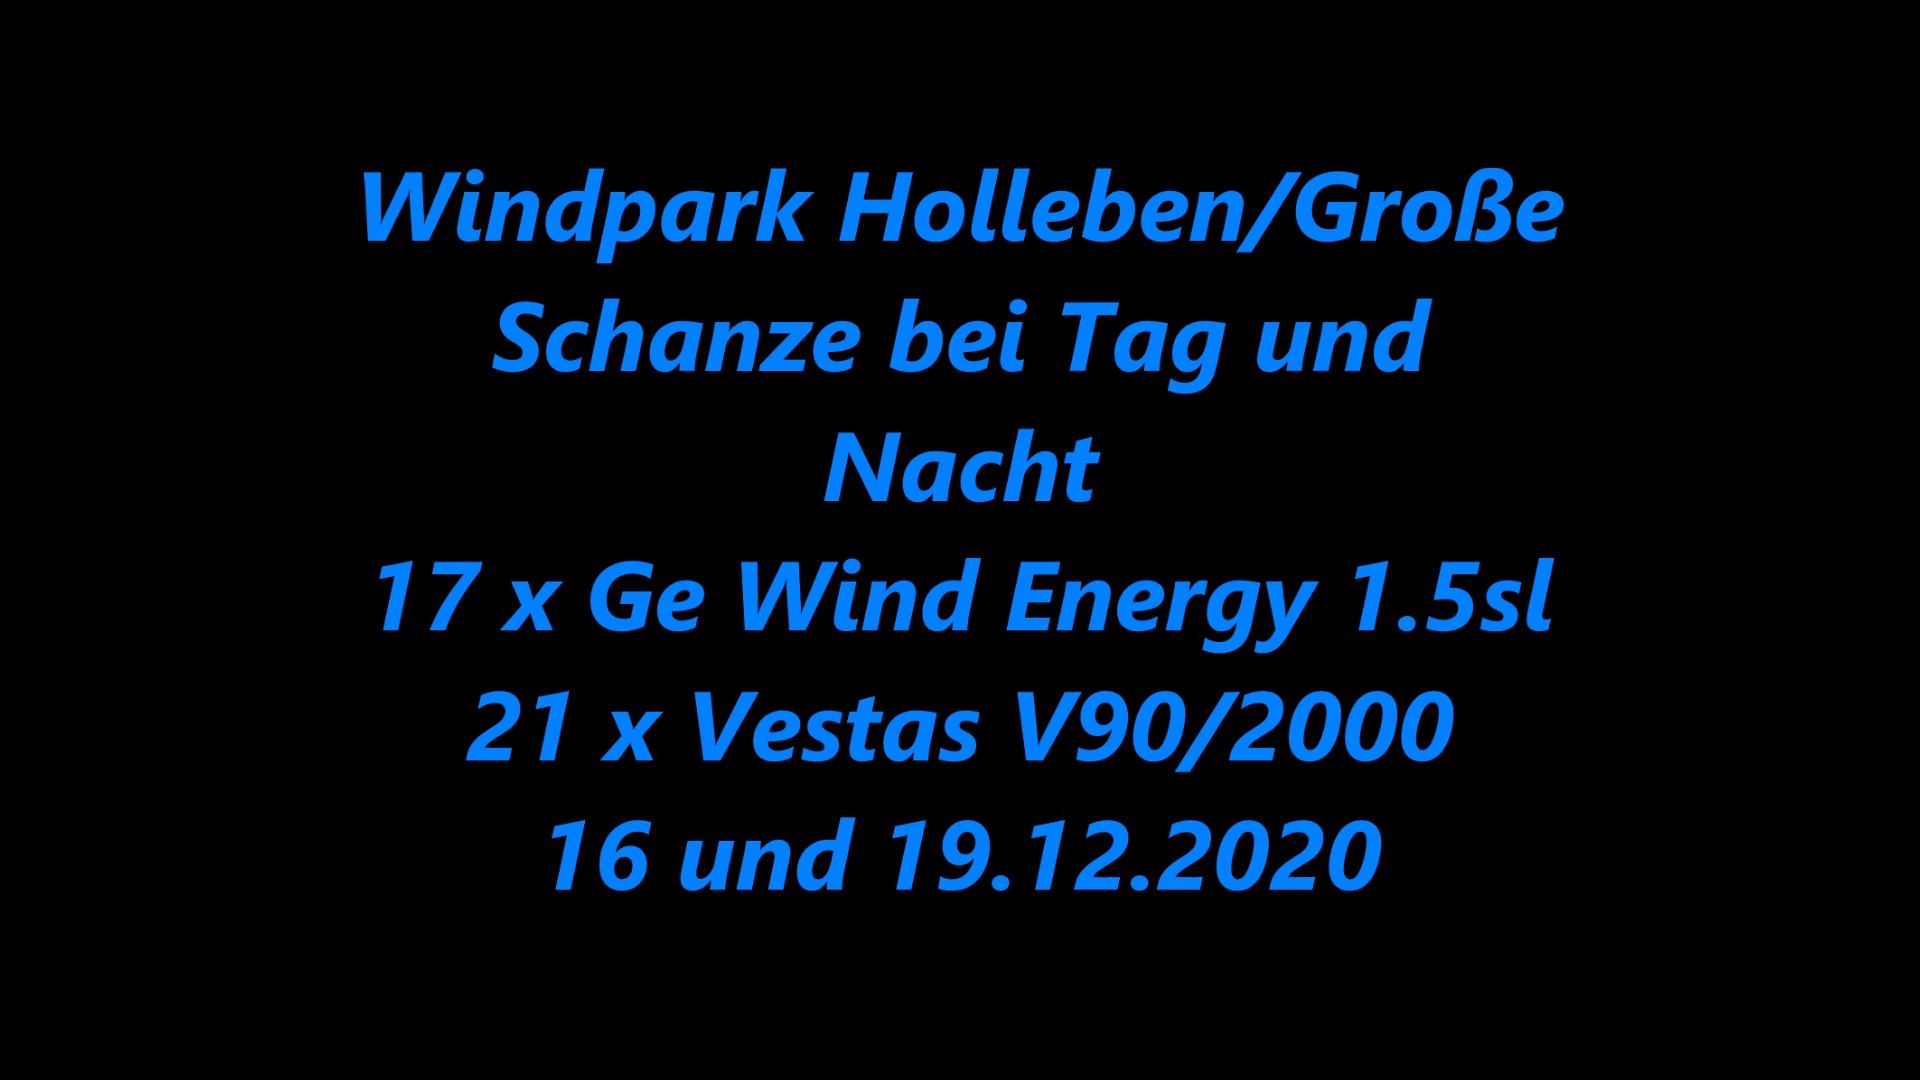 Windpark Holleben/Große
Schanze bei Tag und
Nacht
17 x Ge Wind Energy 1.5sl
21 x Vestas V90/2000
16 und 19.12.2020